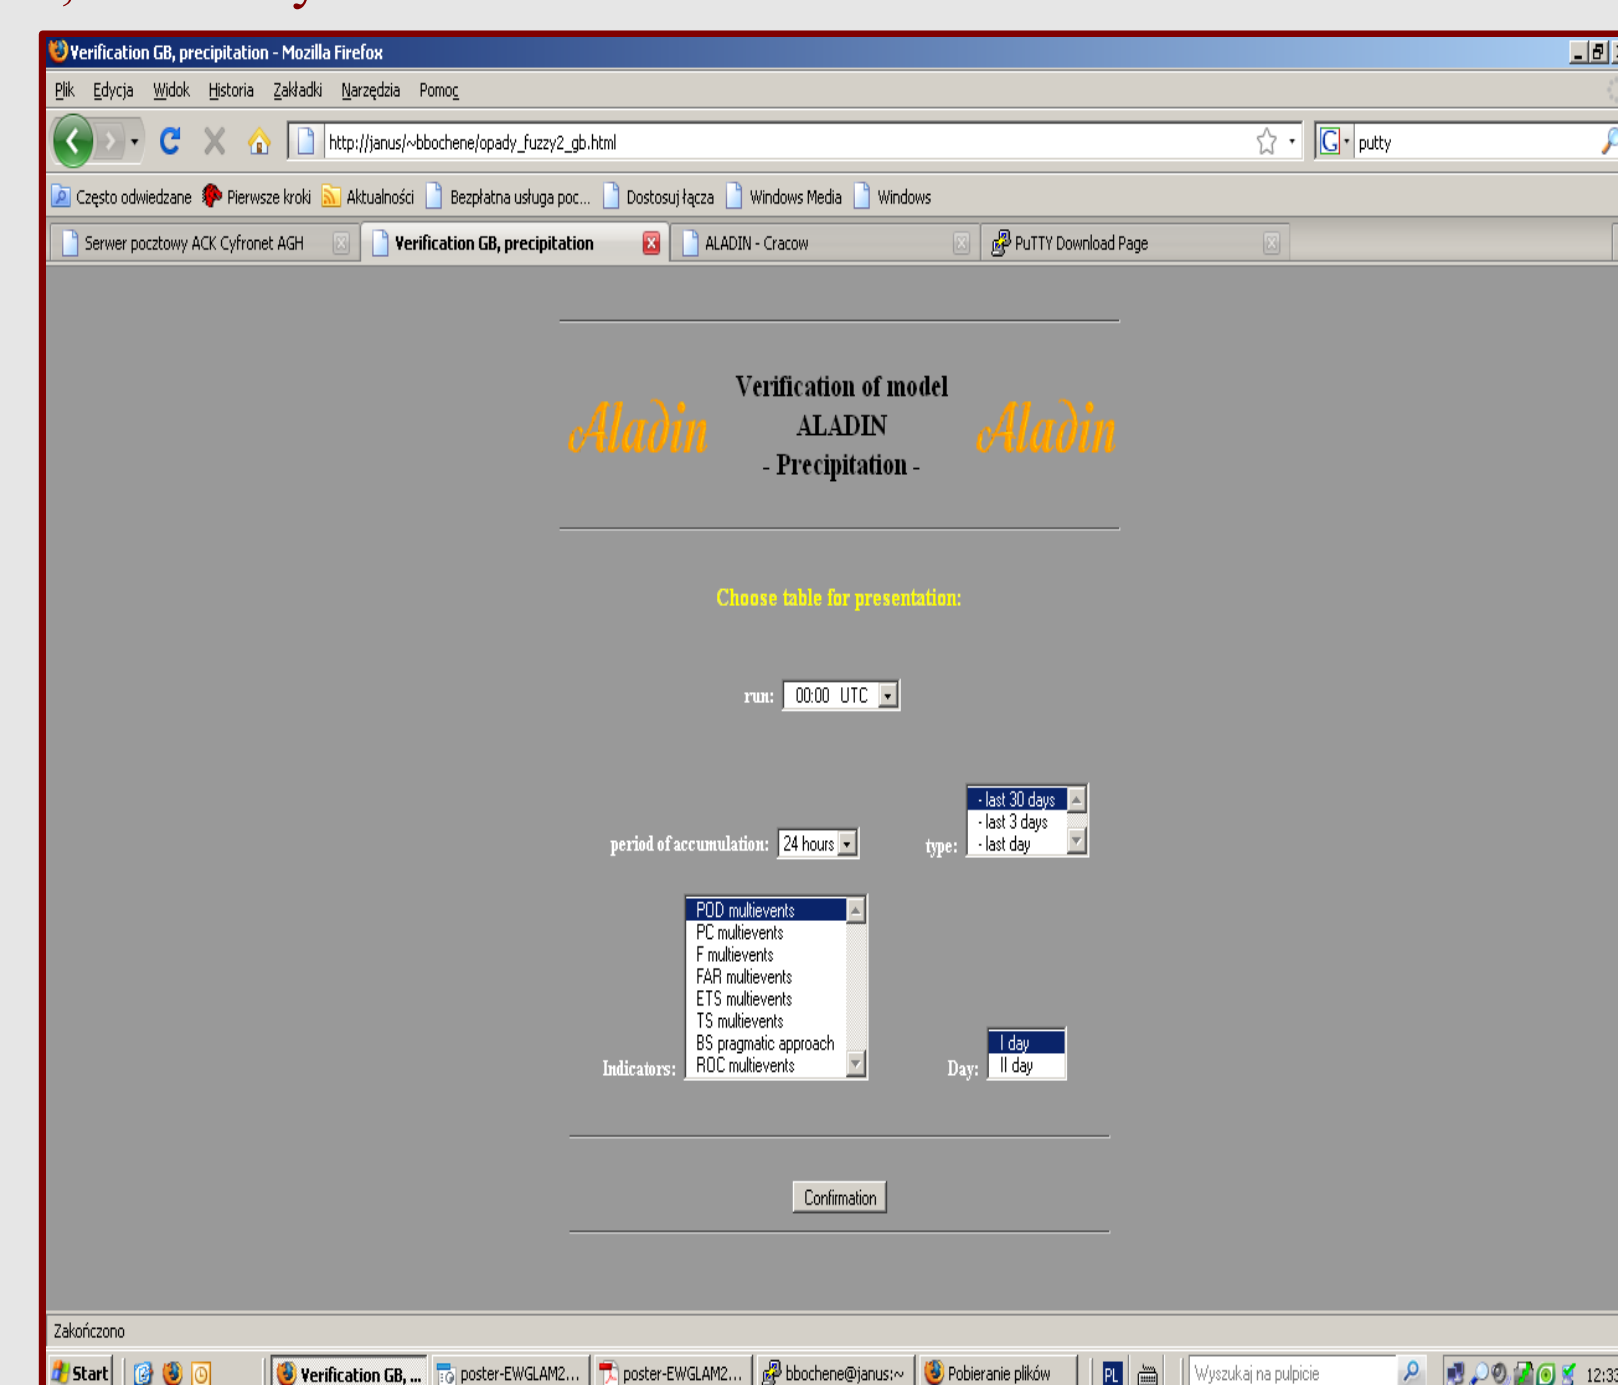 Verification GB, precipitation - Mozilla Firefox
Plik Edycja Widok Historia Zakładki Narzędzia Pomoc
http://janus/~bbochene/opady_fuzzy2_gb.html
G putty
Często odwiedzane Pierwsze kroki Aktualności Bezpłatna usługa poc... Dostosuj łącza Windows Media Windows
Serwer pocztowy ACK Cyfronet AGH Verification GB, precipitation ALADIN - Cracow PuTTY Download Page
Verification of model
Aladin ALADIN Aladin
- Precipitation -
Choose table for presentation:
run: 00:00 UTC
- last 30 days
- last 3 days
period of accumulation: 24 hours type: - last day
POD multievents
PC multievents
F multievents
FAR multievents
ETS multievents
TS multievents
BS pragmatic approach I day
Indicators: ROC multievents Day: II day
Confirmation
Zakończono
Start Verification GB, ... poster-EWGLAM2... poster-EWGLAM2... bbochene@janus:~ Pobieranie plików PL Wyszukaj na pulpicie